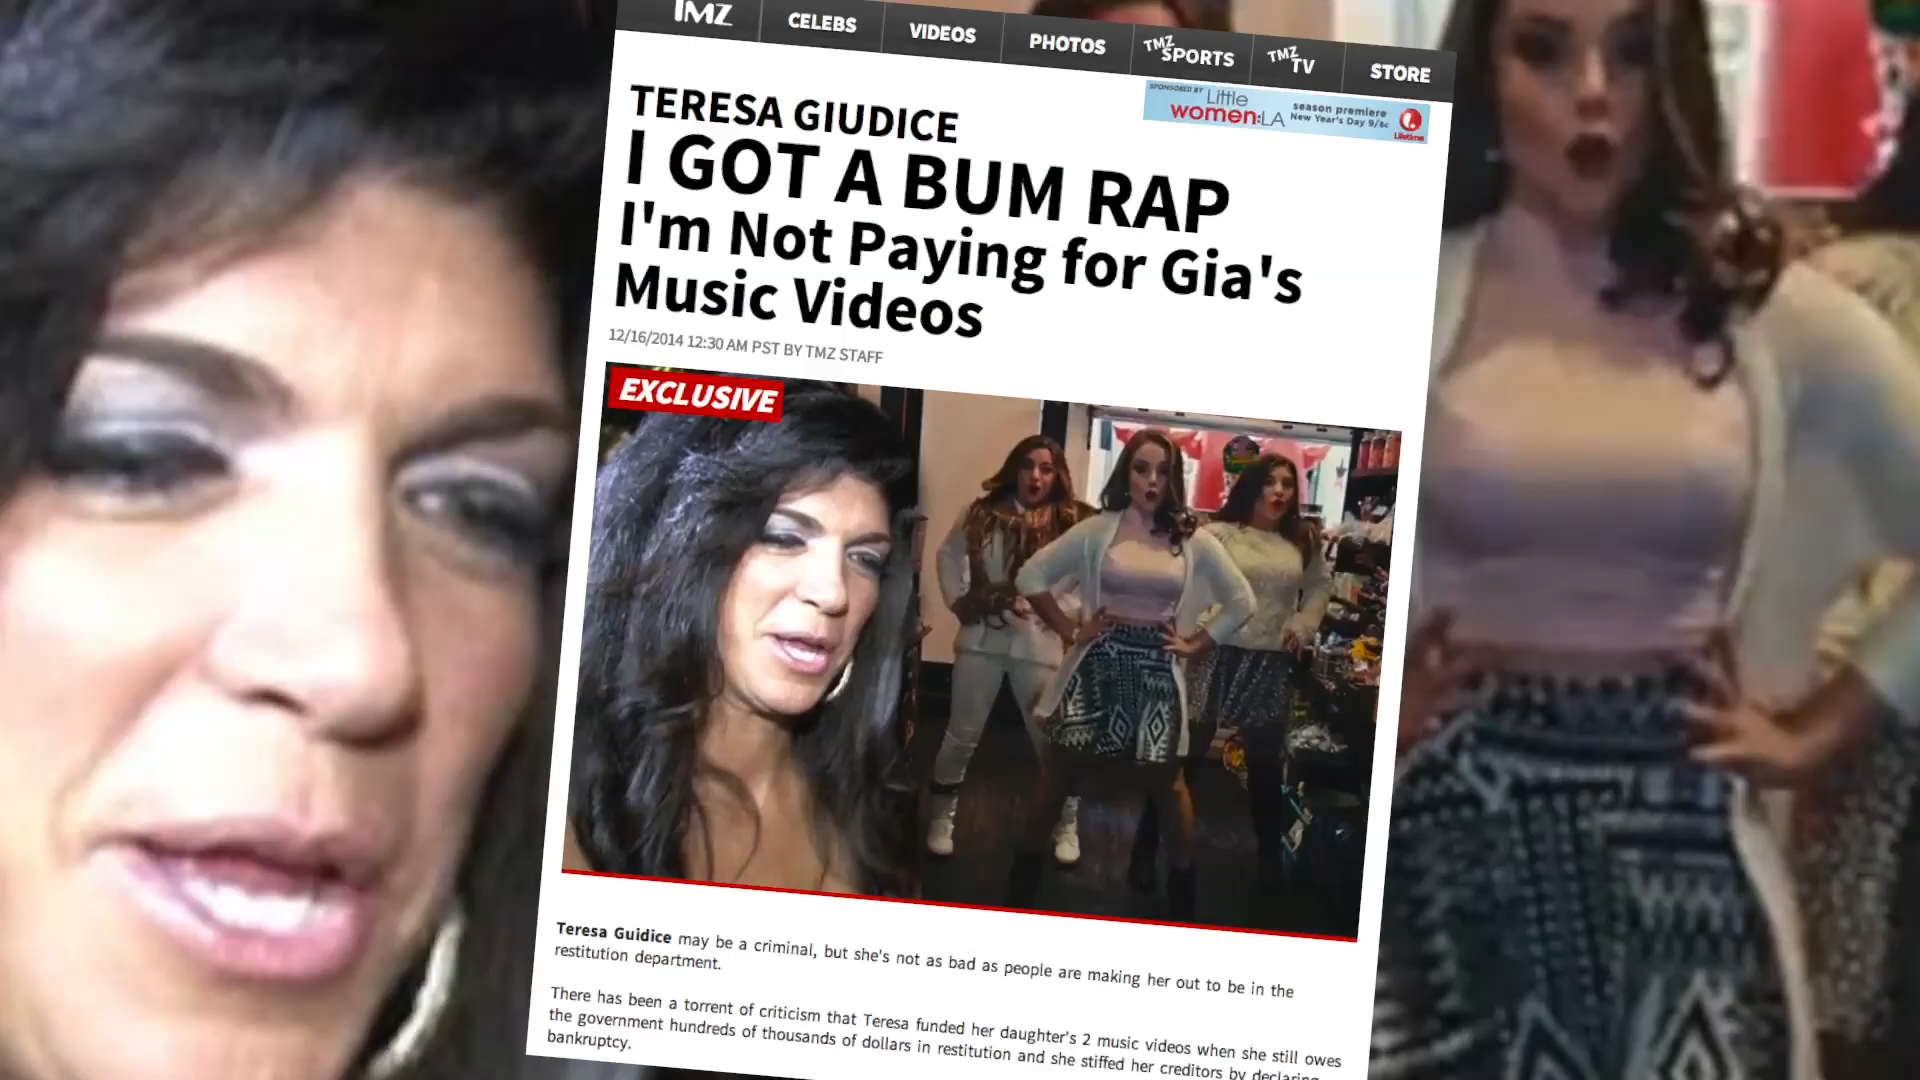 TMZ
CELEBS
VIDEOS
PHOTOS
TMZ SPORTS
TMZ TV
STORE
SPONSORED BY Little
women:LA
season premiere
New Year's Day 9/8c
Lifetime
TERESA GIUDICE
I GOT A BUM RAP
I'm Not Paying for Gia's
Music Videos
12/16/2014 12:30 AM PST BY TMZ STAFF
EXCLUSIVE
Teresa Guidice may be a criminal, but she's not as bad as people are making her out to be in the
restitution department.
There has been a torrent of criticism that Teresa funded her daughter's 2 music videos when she still owes
the government hundreds of thousands of dollars in restitution and she stiffed her creditors by declaring
bankruptcy.